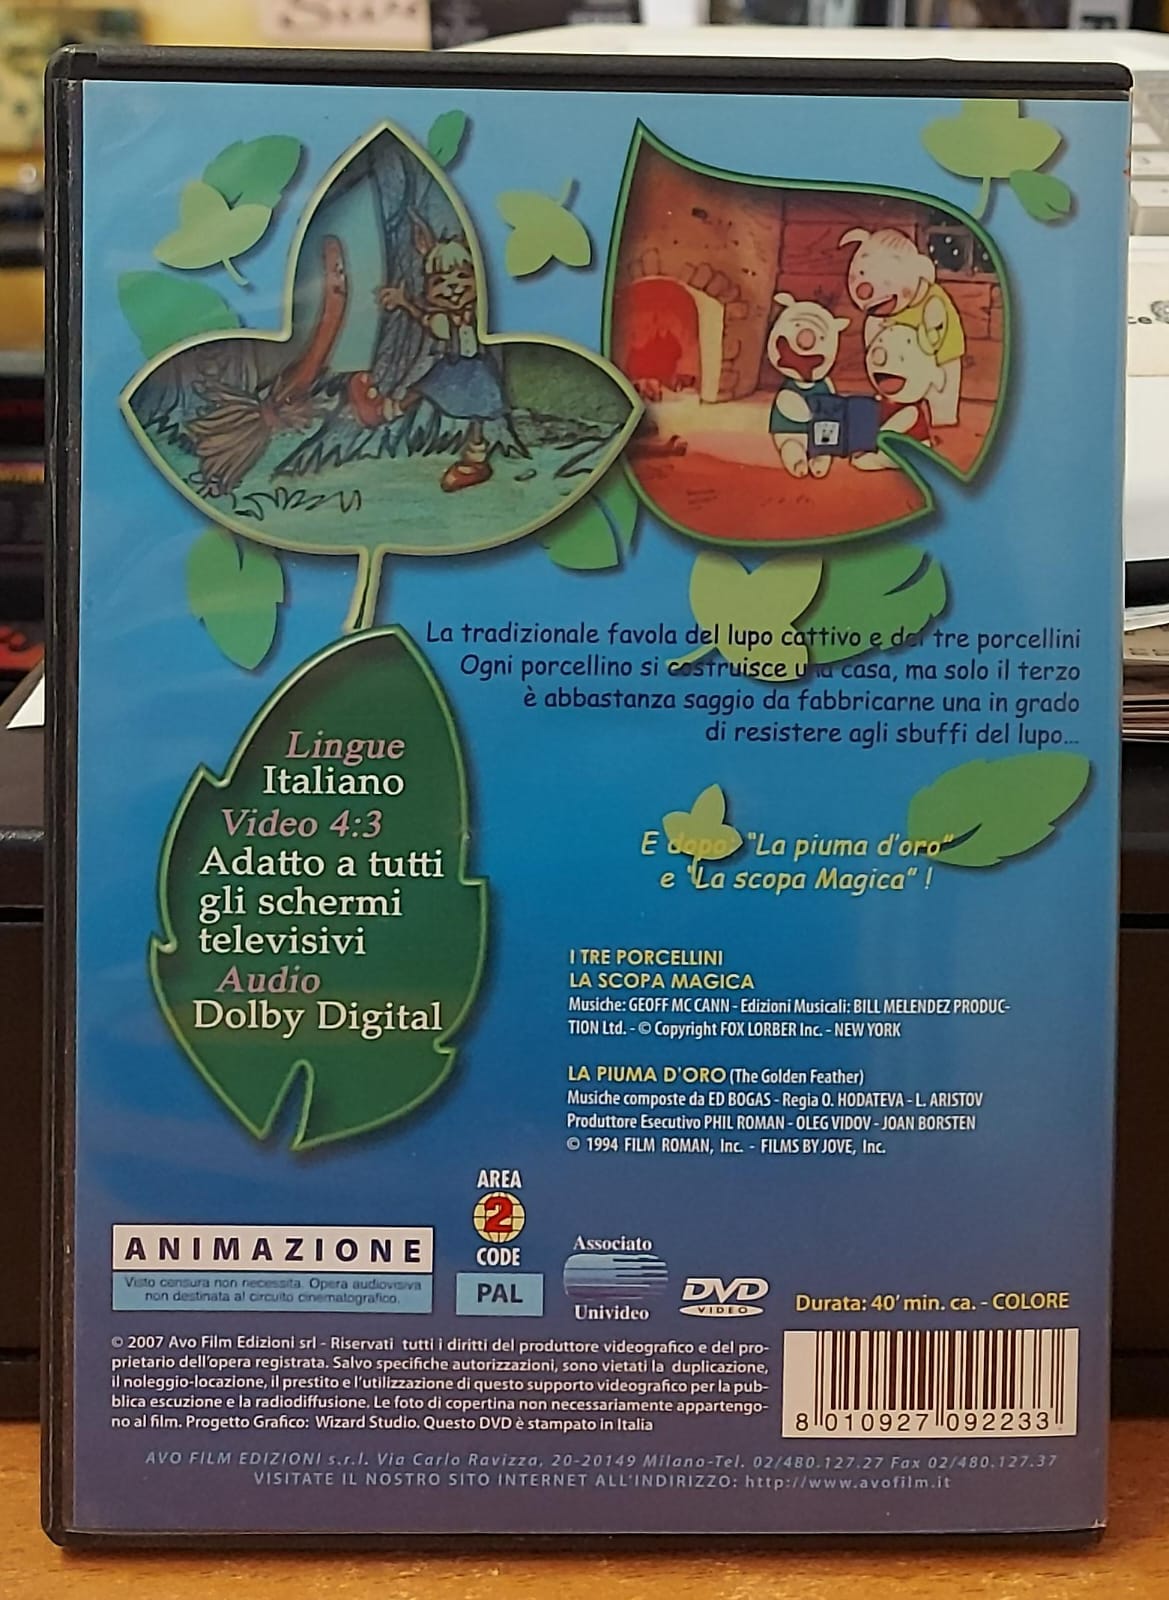 La tradizionale favola del lupo cattivo e dei tre porcellini
Ogni porcellino si costruisce una casa, ma solo il terzo
è abbastanza saggio da fabbricarne una in grado
di resistere agli sbuffi del lupo...
Lingue
Italiano
Video 4:3
Adatto a tutti
gli schermi
televisivi
Audio
Dolby Digital
E dopo: "La piuma d'oro"
e "La scopa Magica" !
I TRE PORCELLINI
LA SCOPA MAGICA
Musiche: GEOFF MC CANN - Edizioni Musicali: BILL MELENDEZ PRODUC-
TION Ltd. - © Copyright FOX LORBER Inc. - NEW YORK
LA PIUMA D'ORO (The Golden Feather)
Musiche composte da ED BOGAS - Regia O. HODATEVA - L. ARISTOV
Produttore Esecutivo PHIL ROMAN - OLEG VIDOV - JOAN BORSTEN
© 1994 FILM ROMAN, Inc. - FILMS BY JOVE, Inc.
ANIMAZIONE
Visto censura non necessita. Opera audiovisiva
non destinata al circuito cinematografico.
AREA
2
CODE
PAL
Associato
Univideo
DVD
VIDEO
Durata: 40' min. ca. - COLORE
© 2007 Avo Film Edizioni srl - Riservati tutti i diritti del produttore videografico e del pro-
prietario dell'opera registrata. Salvo specifiche autorizzazioni, sono vietati la duplicazione,
il noleggio-locazione, il prestito e l'utilizzazione di questo supporto videografico per la pub-
blica escuzione e la radiodiffusione. Le foto di copertina non necessariamente appartengo-
no al film. Progetto Grafico: Wizard Studio. Questo DVD è stampato in Italia
8 010927 092233
AVO FILM EDIZIONI s.r.l. Via Carlo Ravizza, 20-20149 Milano-Tel. 02/480.127.27 Fax 02/480.127.37
VISITATE IL NOSTRO SITO INTERNET ALL'INDIRIZZO: http://www.avofilm.it